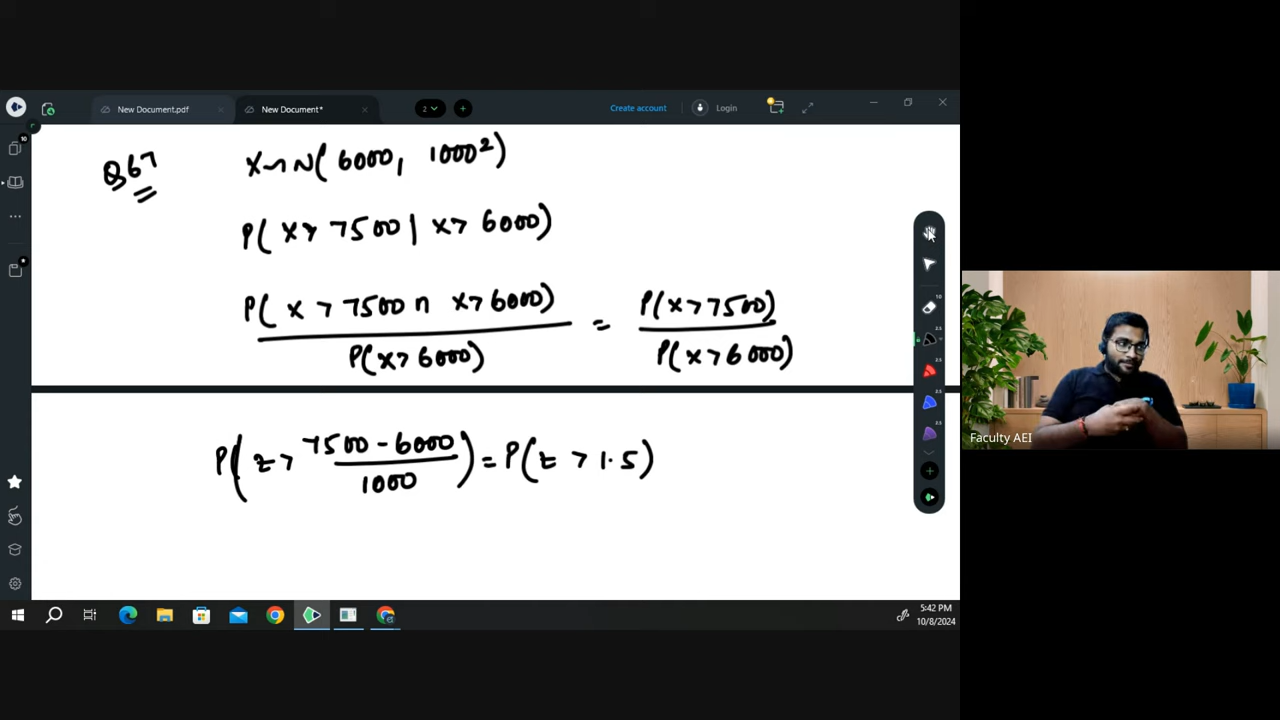 New Document.pdf
New Document*
2
Create account
Login
Q67
X~N(6000, 1000²)
P(X > 7500 | X > 6000)
P(X > 7500 ∩ X > 6000) / P(X > 6000) = P(X > 7500) / P(X > 6000)
P(Z > (7500 - 6000) / 1000) = P(Z > 1.5)
Faculty AEI
5:42 PM
10/8/2024